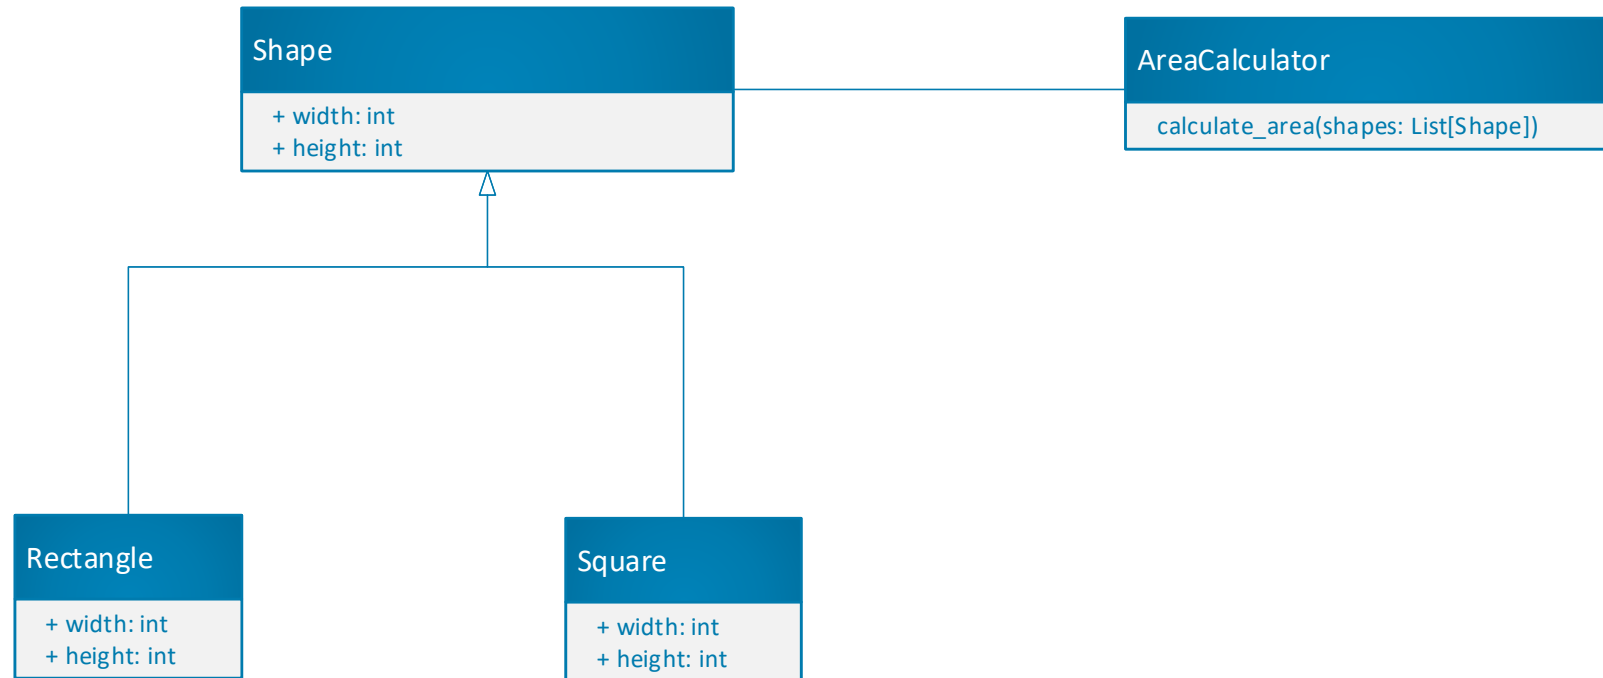 Shape
+ width: int
+ height: int
AreaCalculator
calculate_area(shapes: List[Shape])
Rectangle
+ width: int
+ height: int
Square
+ width: int
+ height: int